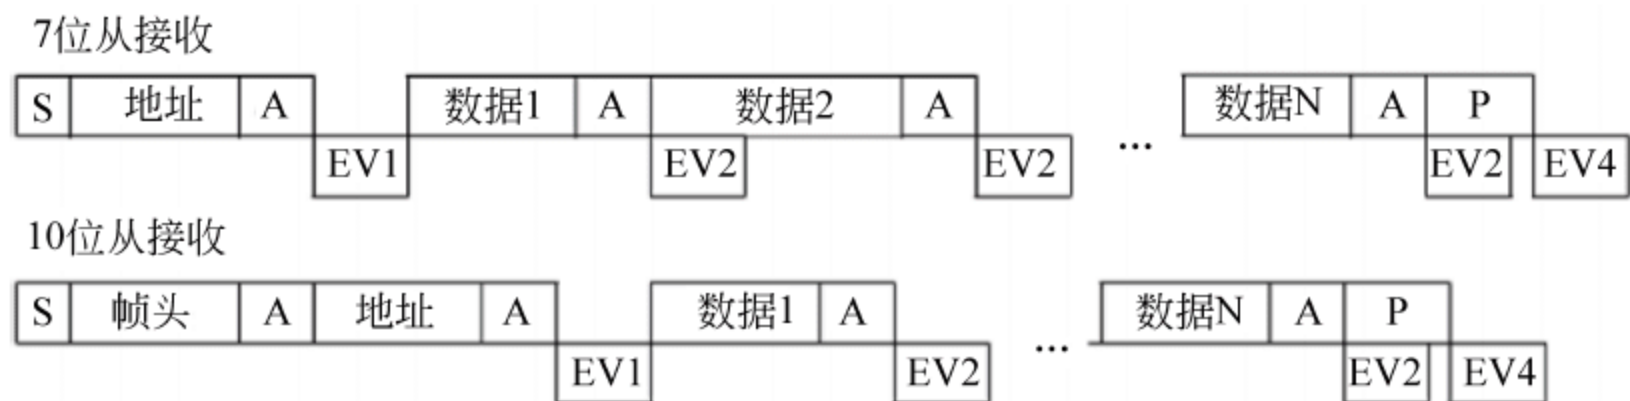 7位从接收
S 地址 A 数据1 A 数据2 A 数据N A P
EV1 EV2 EV2 ... EV2 EV4
10位从接收
S 帧头 A 地址 A 数据1 A 数据N A P
EV1 EV2 ... EV2 EV4